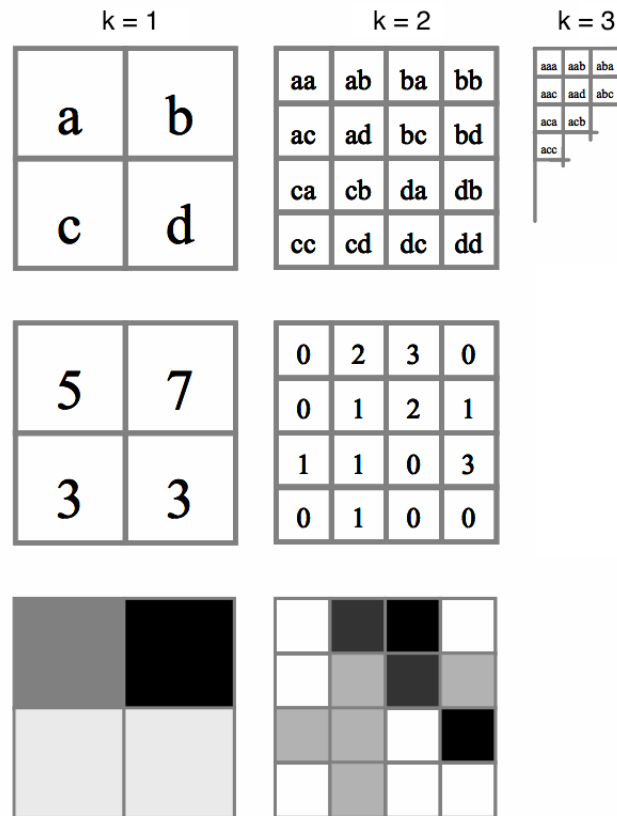 k = 1 k = 2 k = 3
a b
c d
aa ab ba bb
ac ad bc bd
ca cb da db
cc cd dc dd
aaa aab aba
aac aad abc
aca acb
acc
5 7
3 3
0 2 3 0
0 1 2 1
1 1 0 3
0 1 0 0